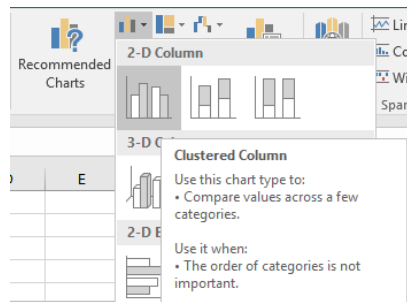 Recommended
Charts
Lin
Co
Wi
Spar
2-D Column
3-D C
Clustered Column
Use this chart type to:
• Compare values across a few
categories.
Use it when:
• The order of categories is not
important.
2-D B
E